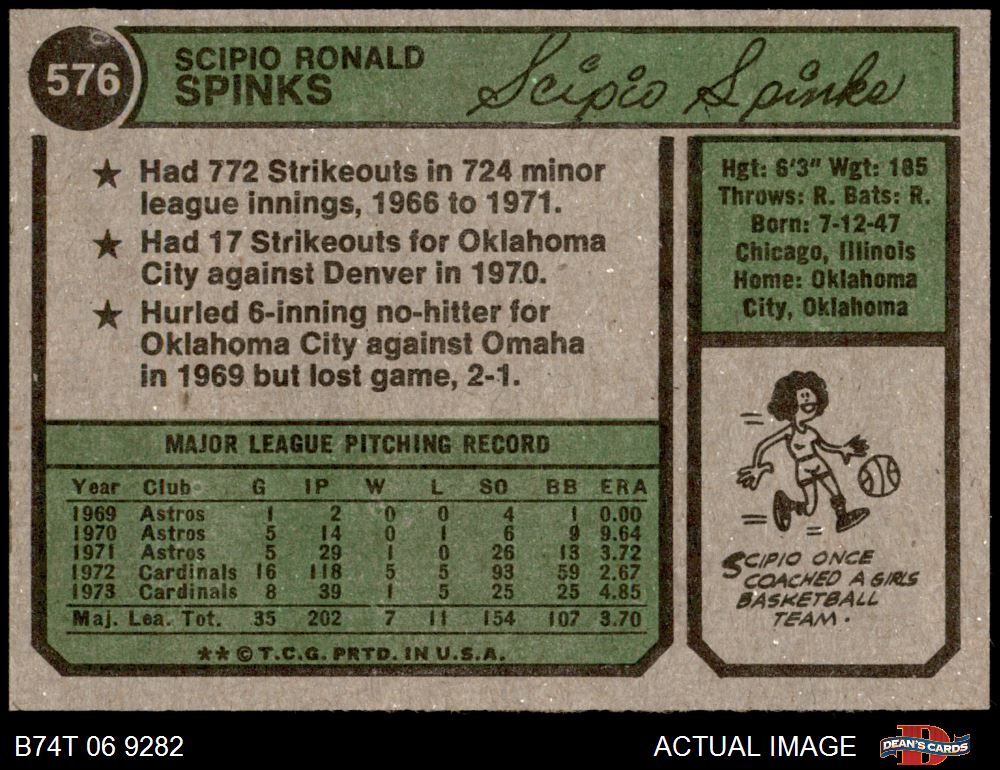 576
SCIPIO RONALD
SPINKS
Scipio Spinks
★ Had 772 Strikeouts in 724 minor
league innings, 1966 to 1971.
★ Had 17 Strikeouts for Oklahoma
City against Denver in 1970.
★ Hurled 6-inning no-hitter for
Oklahoma City against Omaha
in 1969 but lost game, 2-1.
Hgt: 6'3" Wgt: 185
Throws: R. Bats: R.
Born: 7-12-47
Chicago, Illinois
Home: Oklahoma
City, Oklahoma
MAJOR LEAGUE PITCHING RECORD
Year Club G IP W L SO BB ERA
1969 Astros 1 2 0 0 4 1 0.00
1970 Astros 5 14 0 1 6 9 9.64
1971 Astros 5 29 1 0 26 13 3.72
1972 Cardinals 16 118 5 5 93 59 2.67
1973 Cardinals 8 39 1 5 25 25 4.85
Maj. Lea. Tot. 35 202 7 11 154 107 3.70
★★ © T.C.G. PRTD. IN U.S.A.
SCIPIO ONCE
COACHED A GIRLS
BASKETBALL
TEAM.
B74T 06 9282
ACTUAL IMAGE
D
DEAN'S CARDS